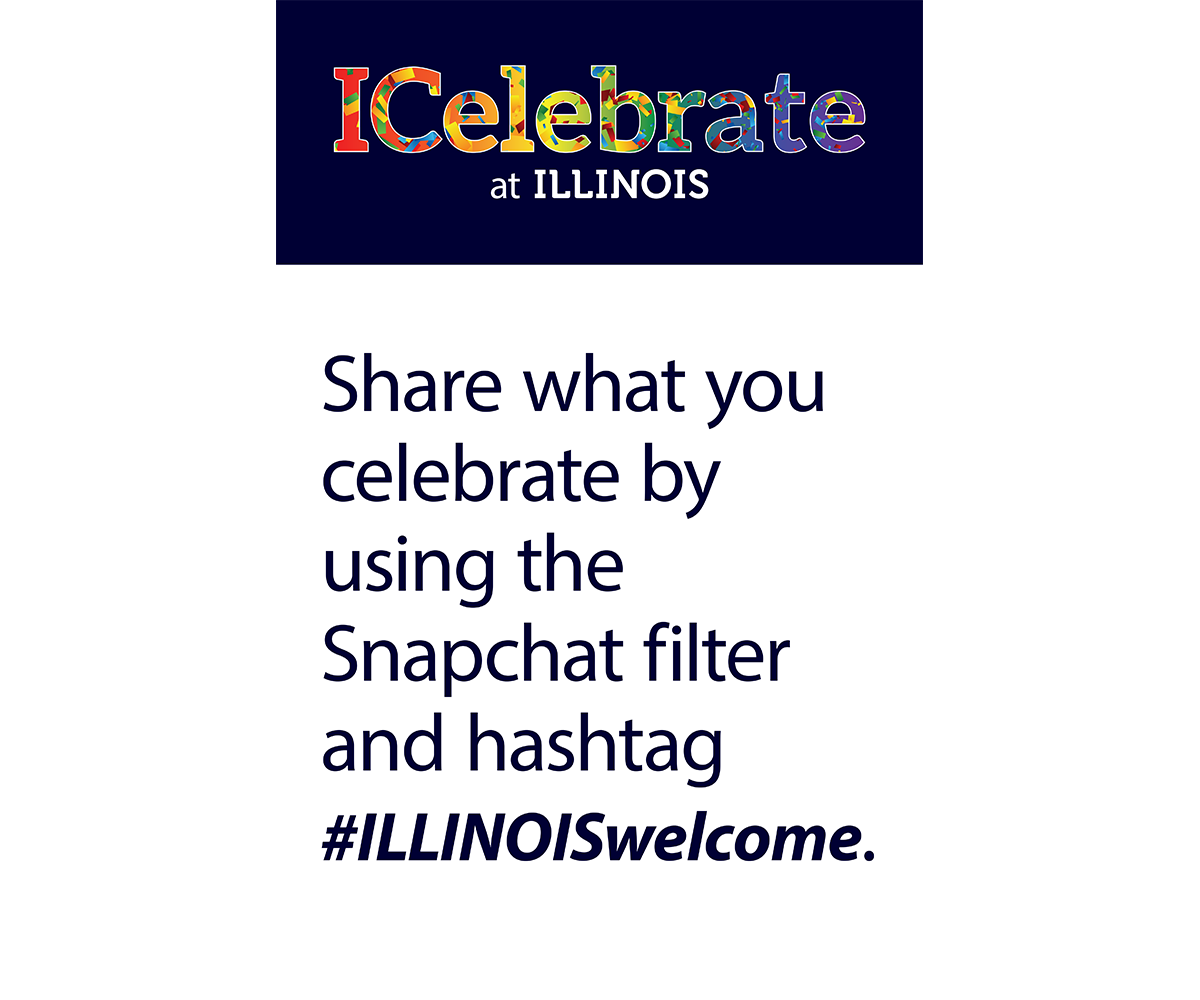 ICelebrate
at ILLINOIS
Share what you
celebrate by
using the
Snapchat filter
and hashtag
#ILLINOISwelcome.